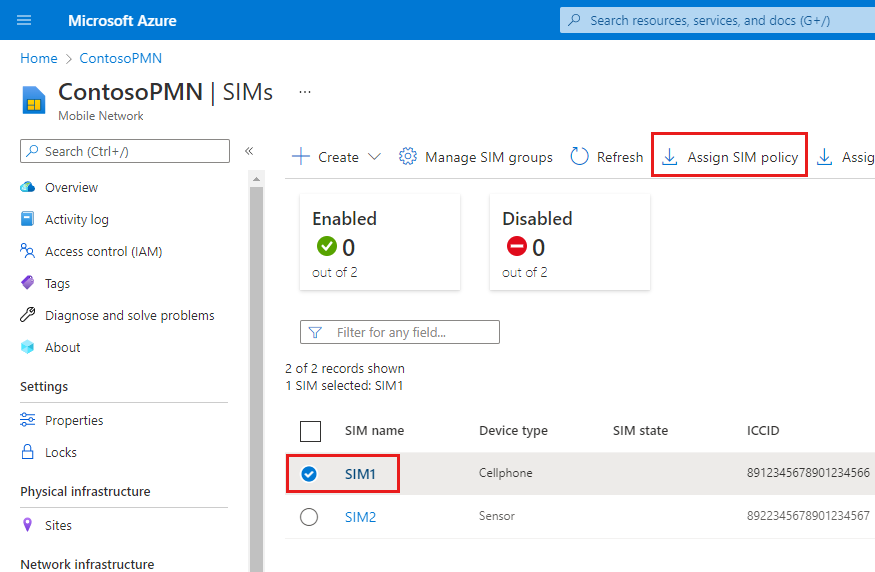 Microsoft Azure
Search resources, services, and docs (G+/)
Home > ContosoPMN
ContosoPMN | SIMs ...
Mobile Network
Search (Ctrl+/)
«
Overview
Activity log
Access control (IAM)
Tags
Diagnose and solve problems
About
Settings
Properties
Locks
Physical infrastructure
Sites
Network infrastructure
Create Manage SIM groups Refresh Assign SIM policy Assig
Enabled
0
out of 2
Disabled
0
out of 2
Filter for any field...
2 of 2 records shown
1 SIM selected: SIM1
SIM name Device type SIM state ICCID
SIM1 Cellphone 8912345678901234566
SIM2 Sensor 8922345678901234567